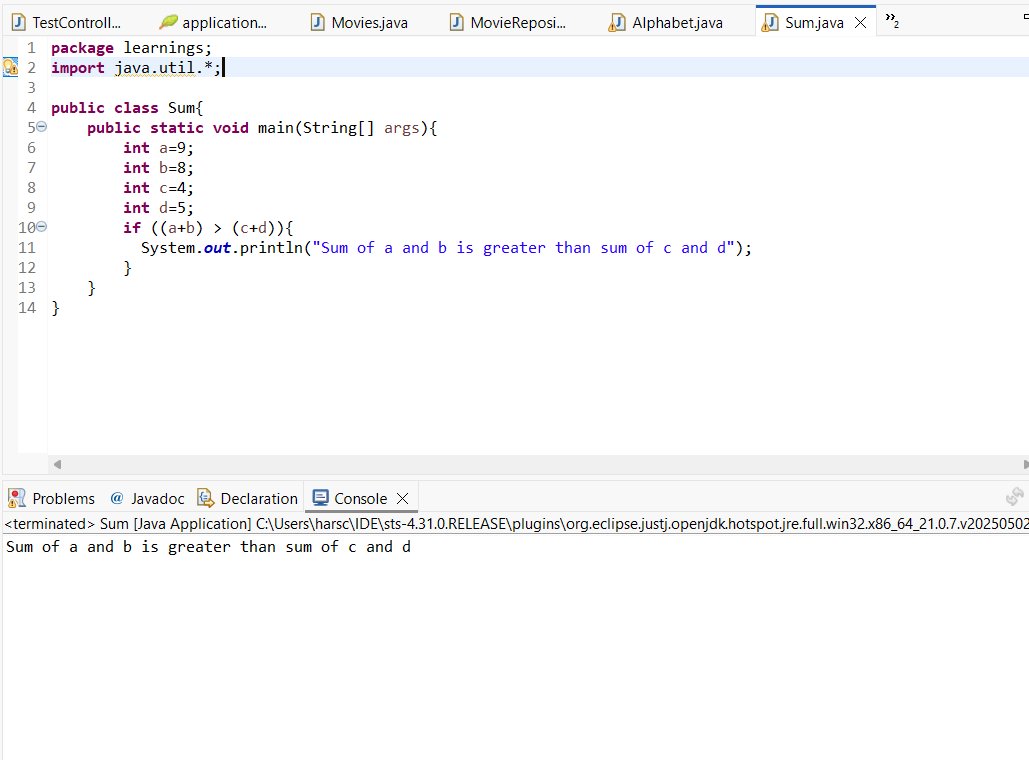 TestControll... application... Movies.java MovieReposi... Alphabet.java Sum.java »2
1 package learnings;
2 import java.util.*;
3
4 public class Sum{
5 public static void main(String[] args){
6 int a=9;
7 int b=8;
8 int c=4;
9 int d=5;
10 if ((a+b) > (c+d)){
11 System.out.println("Sum of a and b is greater than sum of c and d");
12 }
13 }
14 }
Problems @ Javadoc Declaration Console
<terminated> Sum [Java Application] C:\Users\harsc\IDE\sts-4.31.0.RELEASE\plugins\org.eclipse.justj.openjdk.hotspot.jre.full.win32.x86_64_21.0.7.v20250502
Sum of a and b is greater than sum of c and d